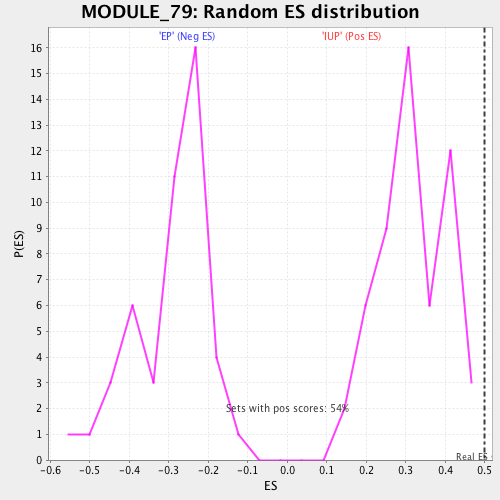 MODULE_79: Random ES distribution
'EP' (Neg ES) 'IUP' (Pos ES)
16
15
14
13
12
11
10
9
8
7
6
5
4
3
2
1
0
P(ES)
Sets with pos scores: 54%
Real ES
-0.6 -0.5 -0.4 -0.3 -0.2 -0.1 0.0 0.1 0.2 0.3 0.4 0.5
ES